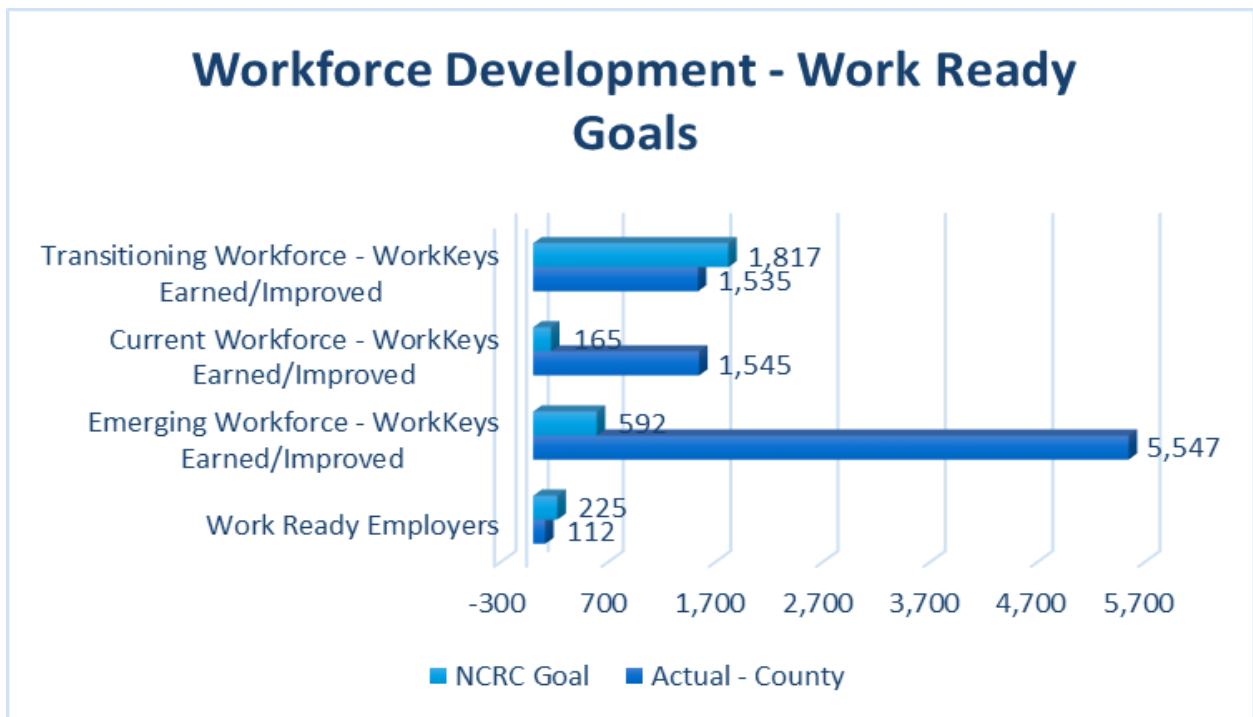 Workforce Development - Work Ready
Goals
Transitioning Workforce - WorkKeys
Earned/Improved
1,817
1,535
Current Workforce - WorkKeys
Earned/Improved
165
1,545
Emerging Workforce - WorkKeys
Earned/Improved
592
5,547
Work Ready Employers
225
112
-300 700 1,700 2,700 3,700 4,700 5,700
NCRC Goal Actual - County